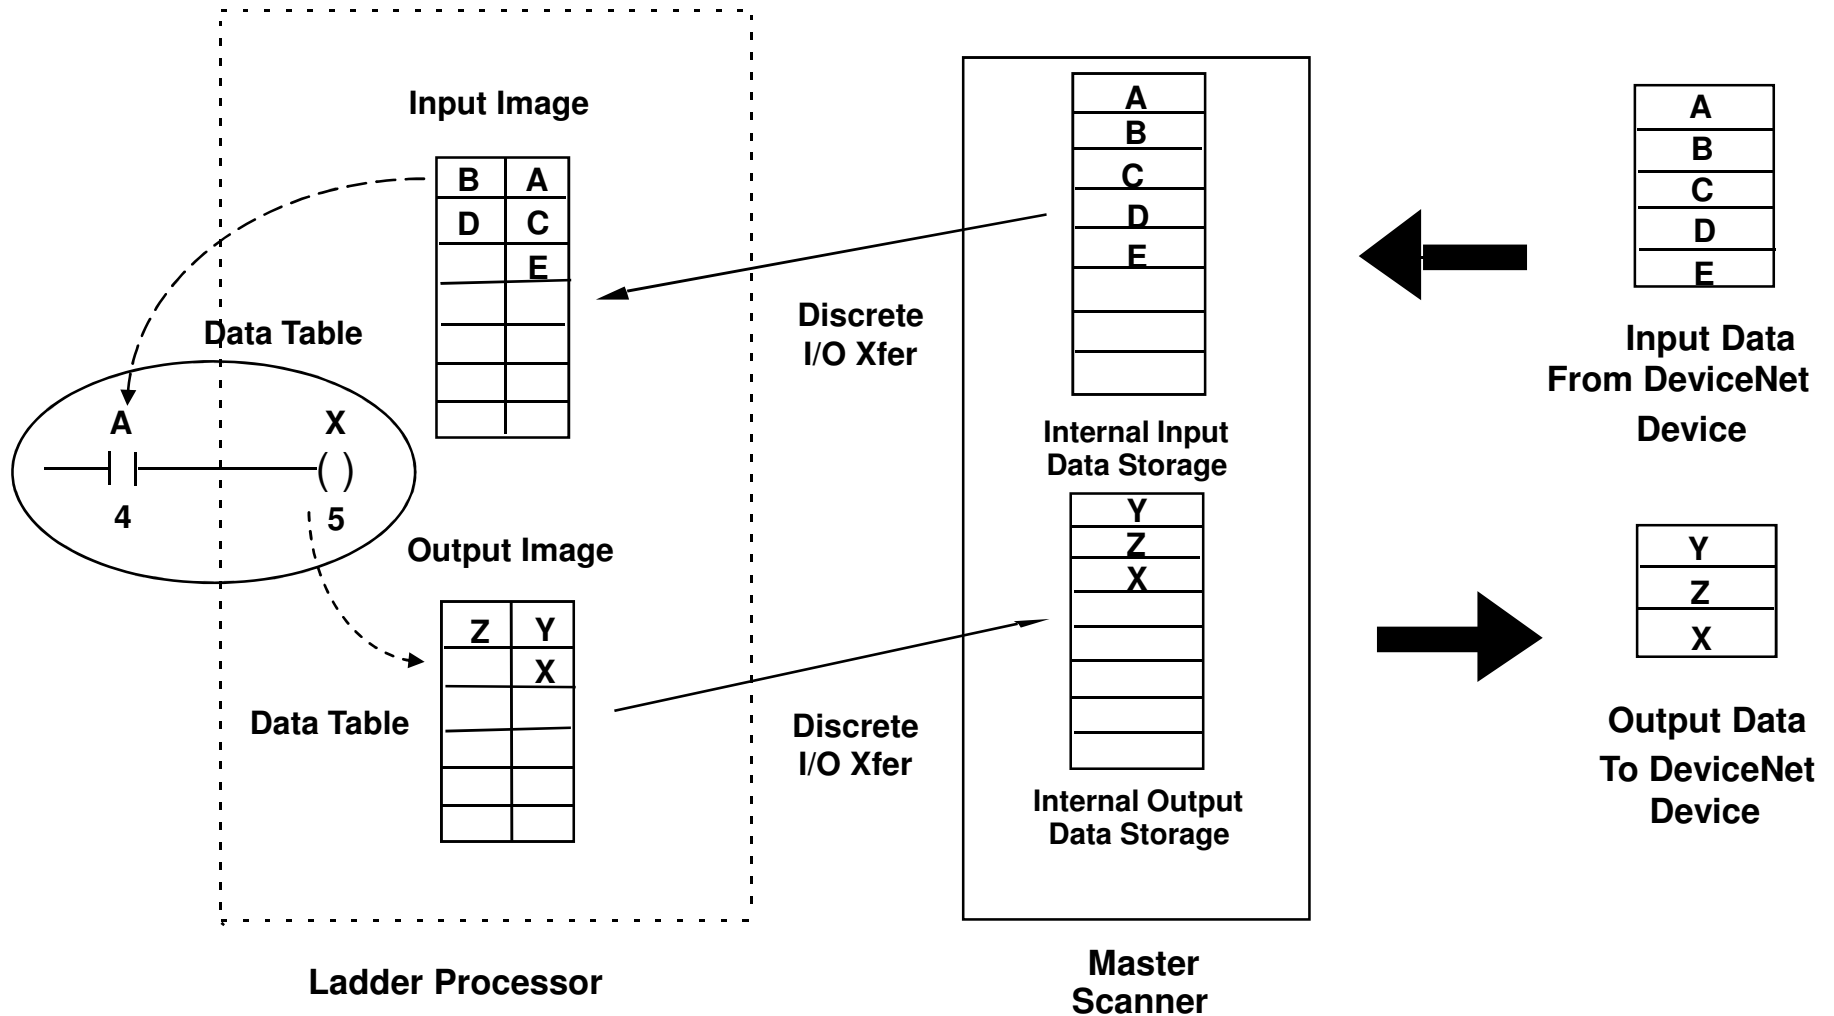 Input Image
B A
D C
E
Data Table
A X
( )
4 5
Output Image
Z Y
X
Data Table
Ladder Processor
Discrete
I/O Xfer
Discrete
I/O Xfer
A
B
C
D
E
Internal Input
Data Storage
Y
Z
X
Internal Output
Data Storage
Master
Scanner
A
B
C
D
E
Input Data
From DeviceNet
Device
Y
Z
X
Output Data
To DeviceNet
Device